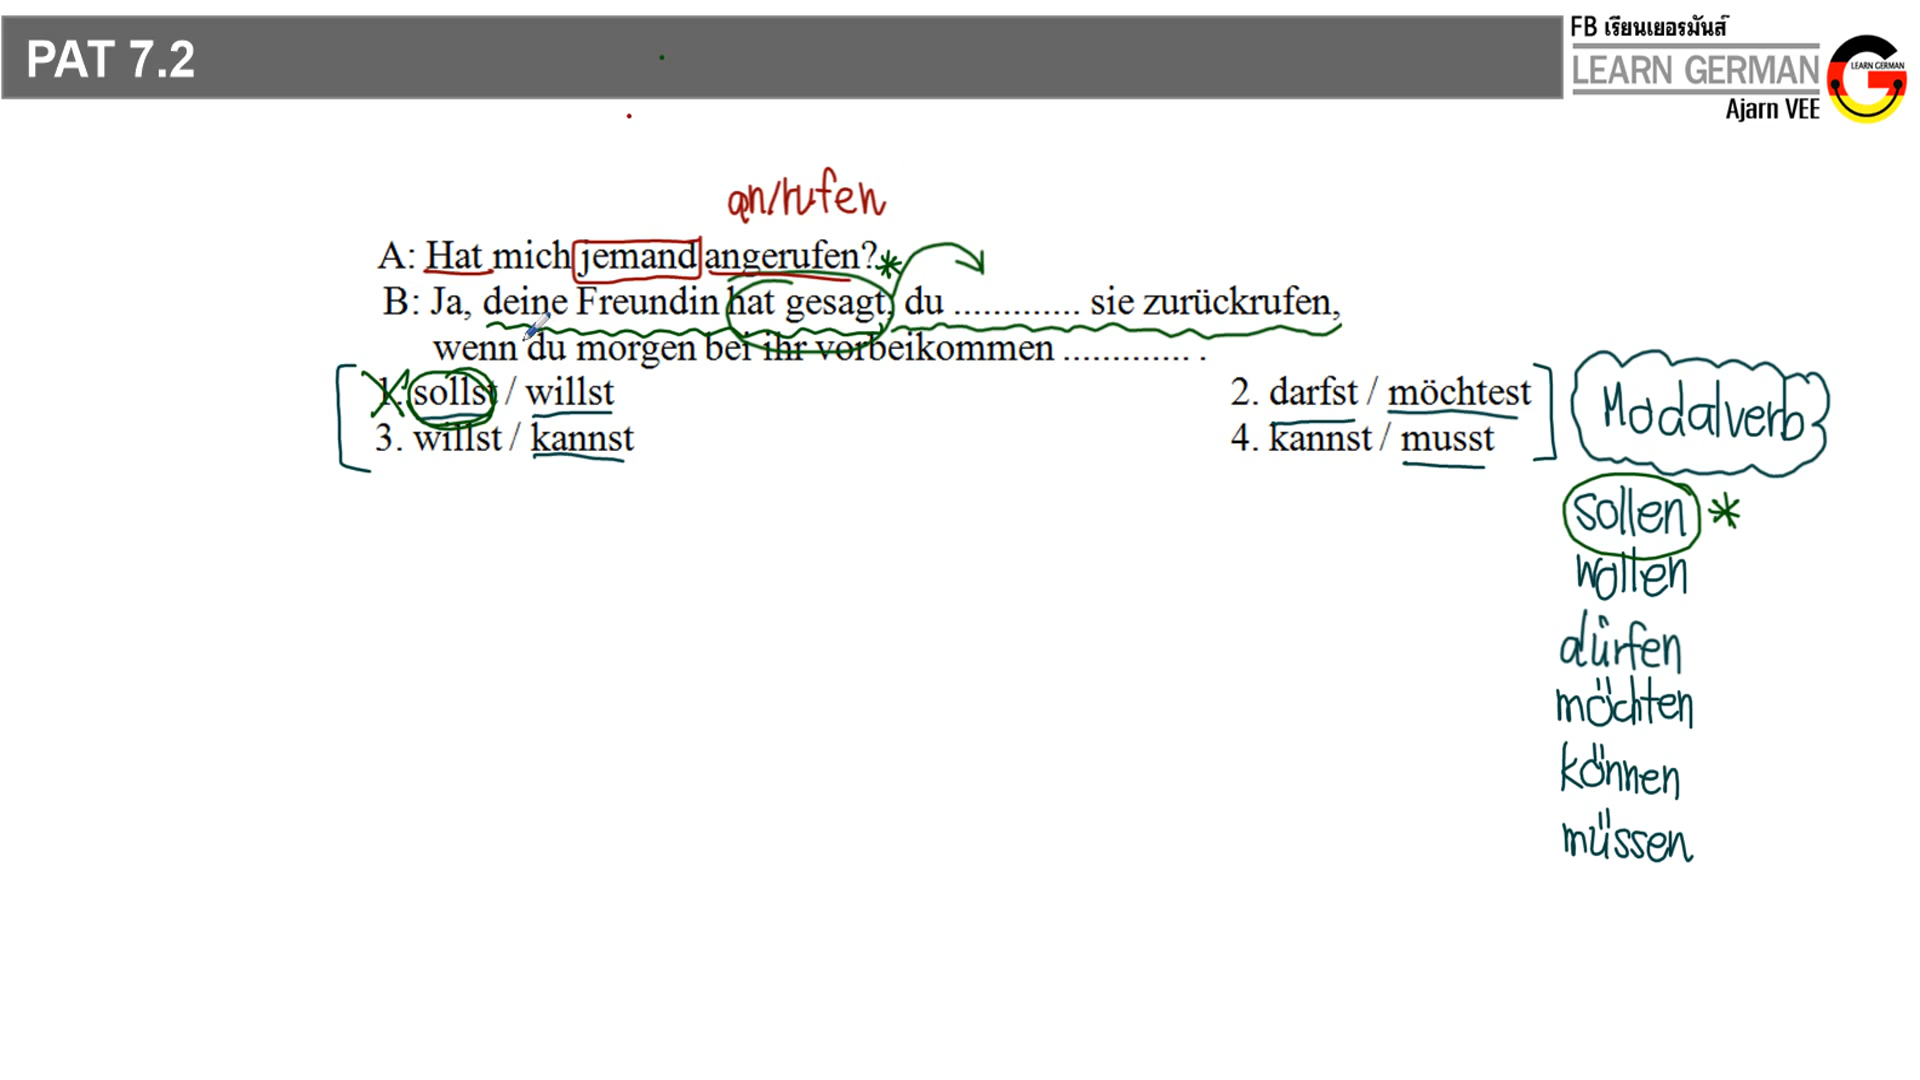 PAT 7.2
FB เรียนเยอรมันส์
LEARN GERMAN
Ajarn VEE
LEARN GERMAN
an/rufen
A: Hat mich jemand angerufen?*
B: Ja, deine Freundin hat gesagt, du ............. sie zurückrufen,
wenn du morgen bei ihr vorbeikommen ............. .
1. sollst / willst
2. darfst / möchtest
3. willst / kannst
4. kannst / musst
Modalverb
sollen *
wollen
dürfen
möchten
können
müssen